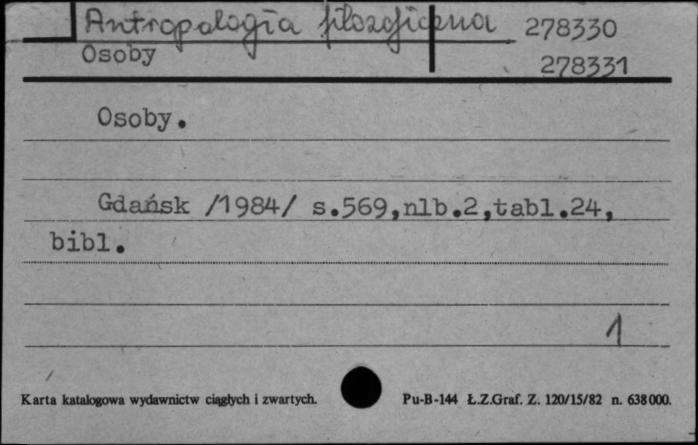 Antropologia filozoficzna 278330
Osoby 278331
Osoby.
Gdańsk /1984/ s.569,nlb.2,tabl.24,
bibl.
1
Karta katalogowa wydawnictw ciągłych i zwartych. Pu-B-144 Ł.Z.Graf. Z. 120/15/82 n. 638000.